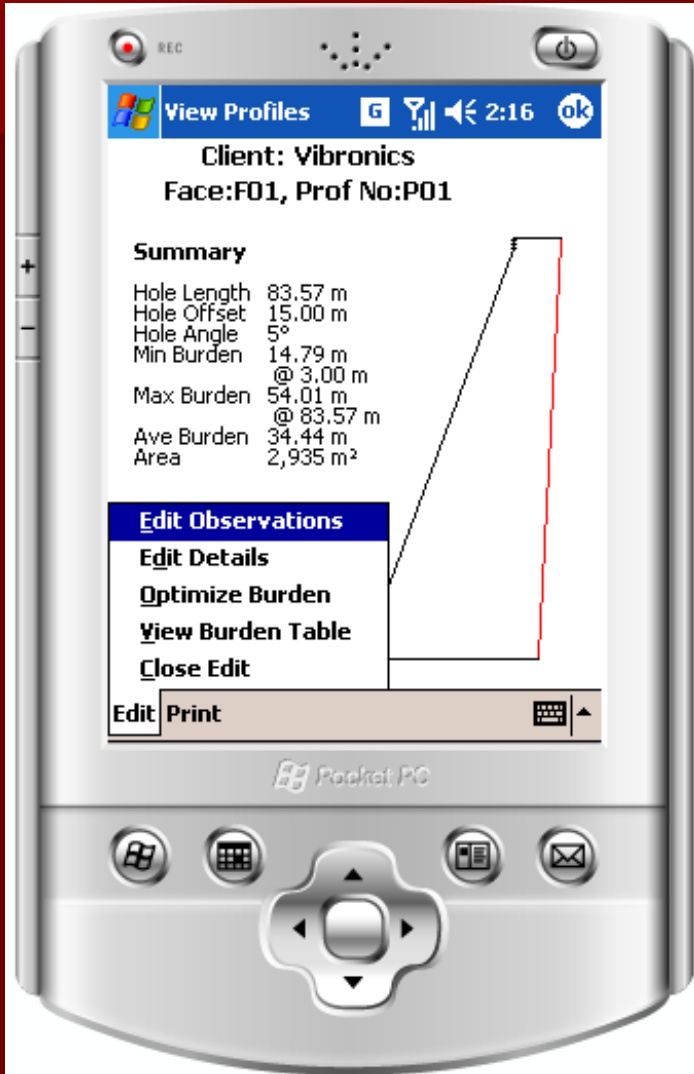 REC
View Profiles G 2:16 ok
Client: Vibronics
Face:F01, Prof No:P01
Summary
Hole Length 83.57 m
Hole Offset 15.00 m
Hole Angle 5°
Min Burden 14.79 m
@ 3.00 m
Max Burden 54.01 m
@ 83.57 m
Ave Burden 34.44 m
Area 2,935 m²
Edit Observations
Edit Details
Optimize Burden
View Burden Table
Close Edit
Edit Print
Pocket PC
+
−